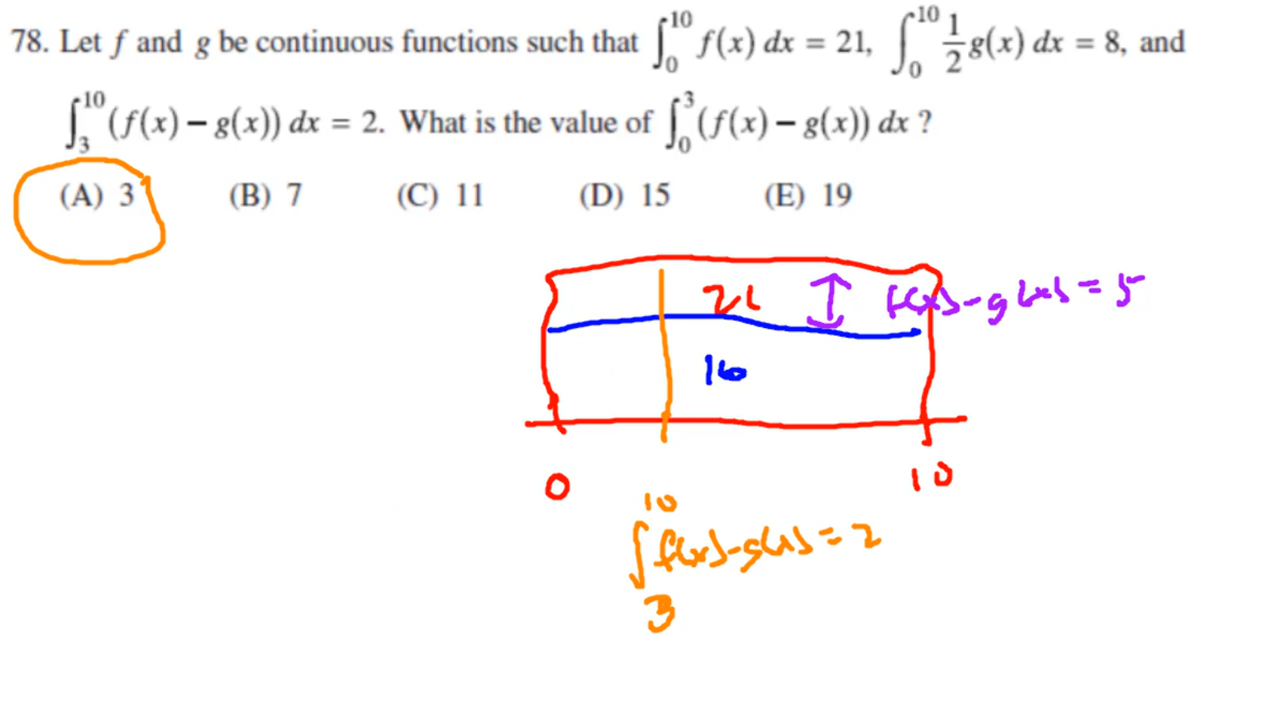 78. Let f and g be continuous functions such that ∫₀¹⁰ f(x) dx = 21, ∫₀¹⁰ ½g(x) dx = 8, and
∫₃¹⁰ (f(x) – g(x)) dx = 2. What is the value of ∫₀³ (f(x) – g(x)) dx ?
(A) 3 (B) 7 (C) 11 (D) 15 (E) 19
21
f(x) - g(x) = 5
16
0
10
∫₃¹⁰ f(x) - g(x) = 2